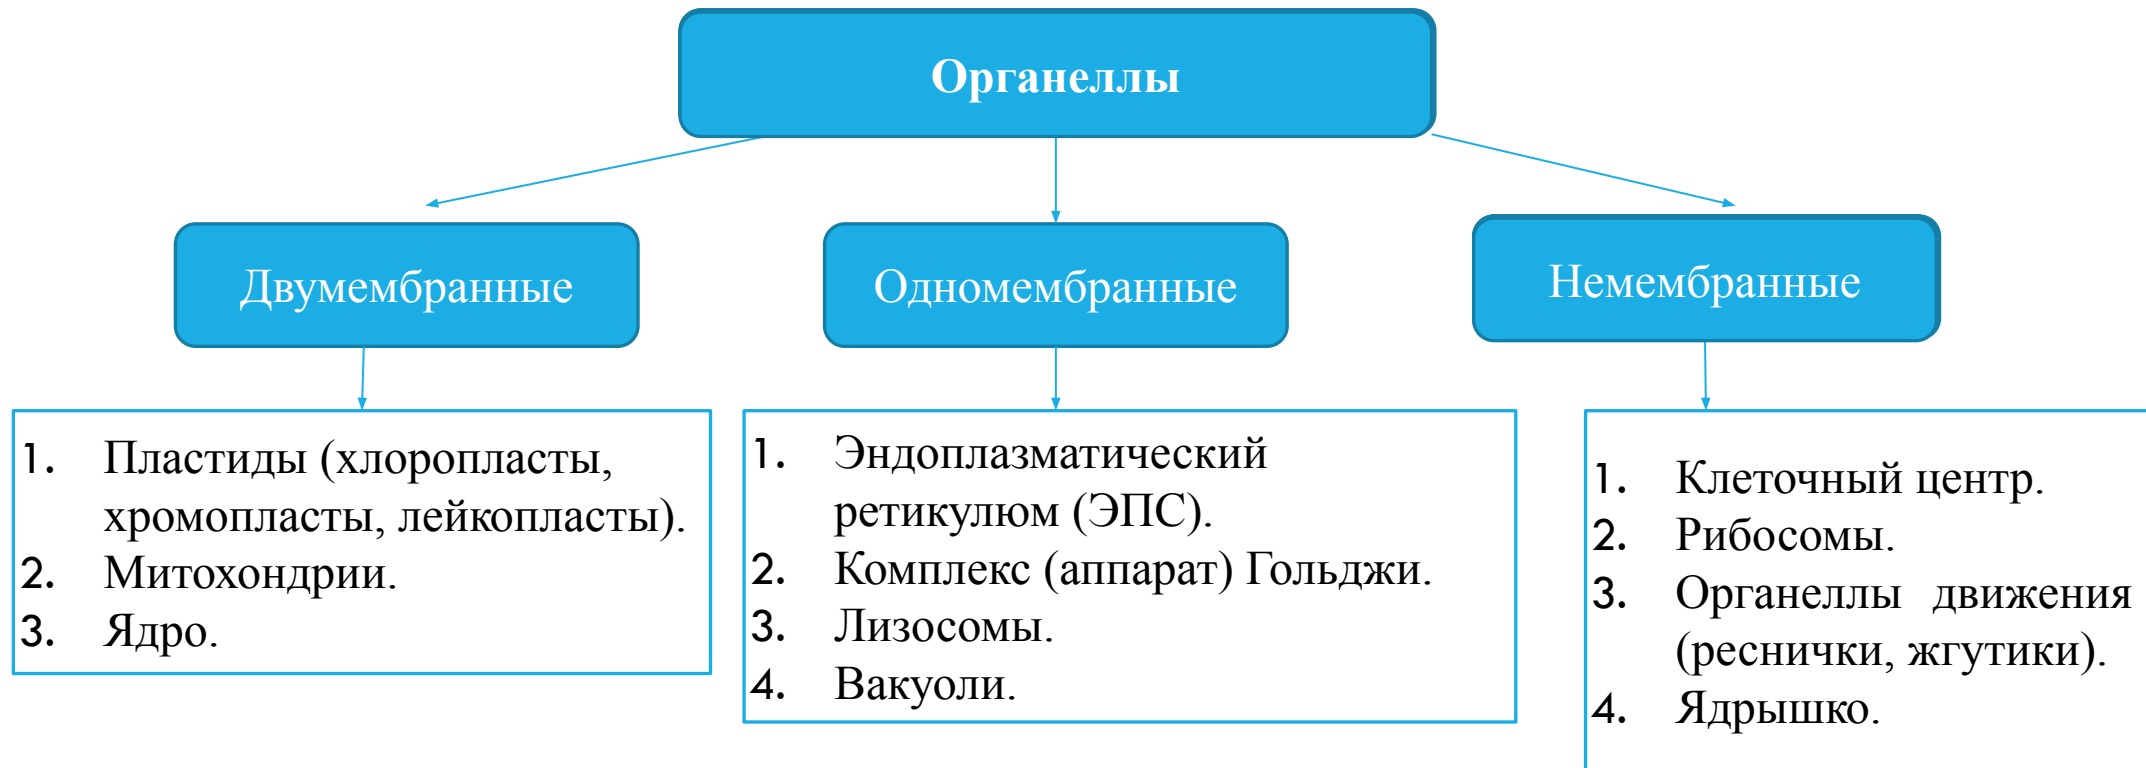 Органеллы
Двумембранные
Одномембранные
Немембранные
1. Пластиды (хлоропласты,
хромопласты, лейкопласты).
2. Митохондрии.
3. Ядро.
1. Эндоплазматический
ретикулюм (ЭПС).
2. Комплекс (аппарат) Гольджи.
3. Лизосомы.
4. Вакуоли.
1. Клеточный центр.
2. Рибосомы.
3. Органеллы движения
(реснички, жгутики).
4. Ядрышко.